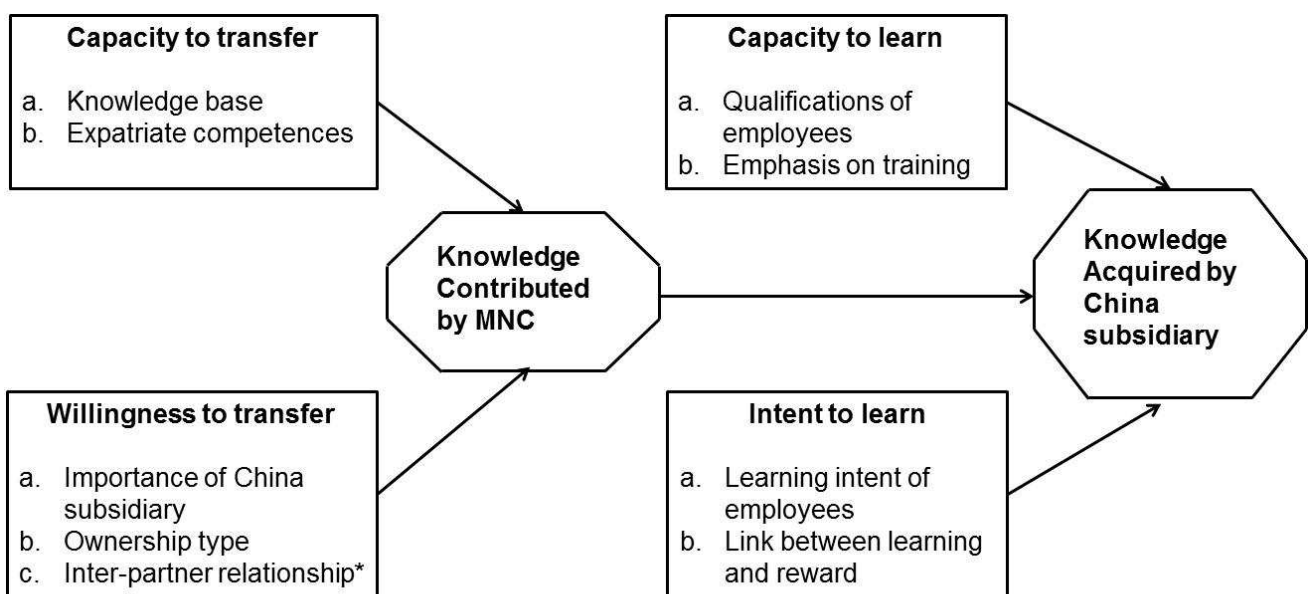 Capacity to transfer
a. Knowledge base
b. Expatriate competences
Capacity to learn
a. Qualifications of
employees
b. Emphasis on training
Knowledge
Contributed
by MNC
Knowledge
Acquired by
China
subsidiary
Willingness to transfer
a. Importance of China
subsidiary
b. Ownership type
c. Inter-partner relationship*
Intent to learn
a. Learning intent of
employees
b. Link between learning
and reward